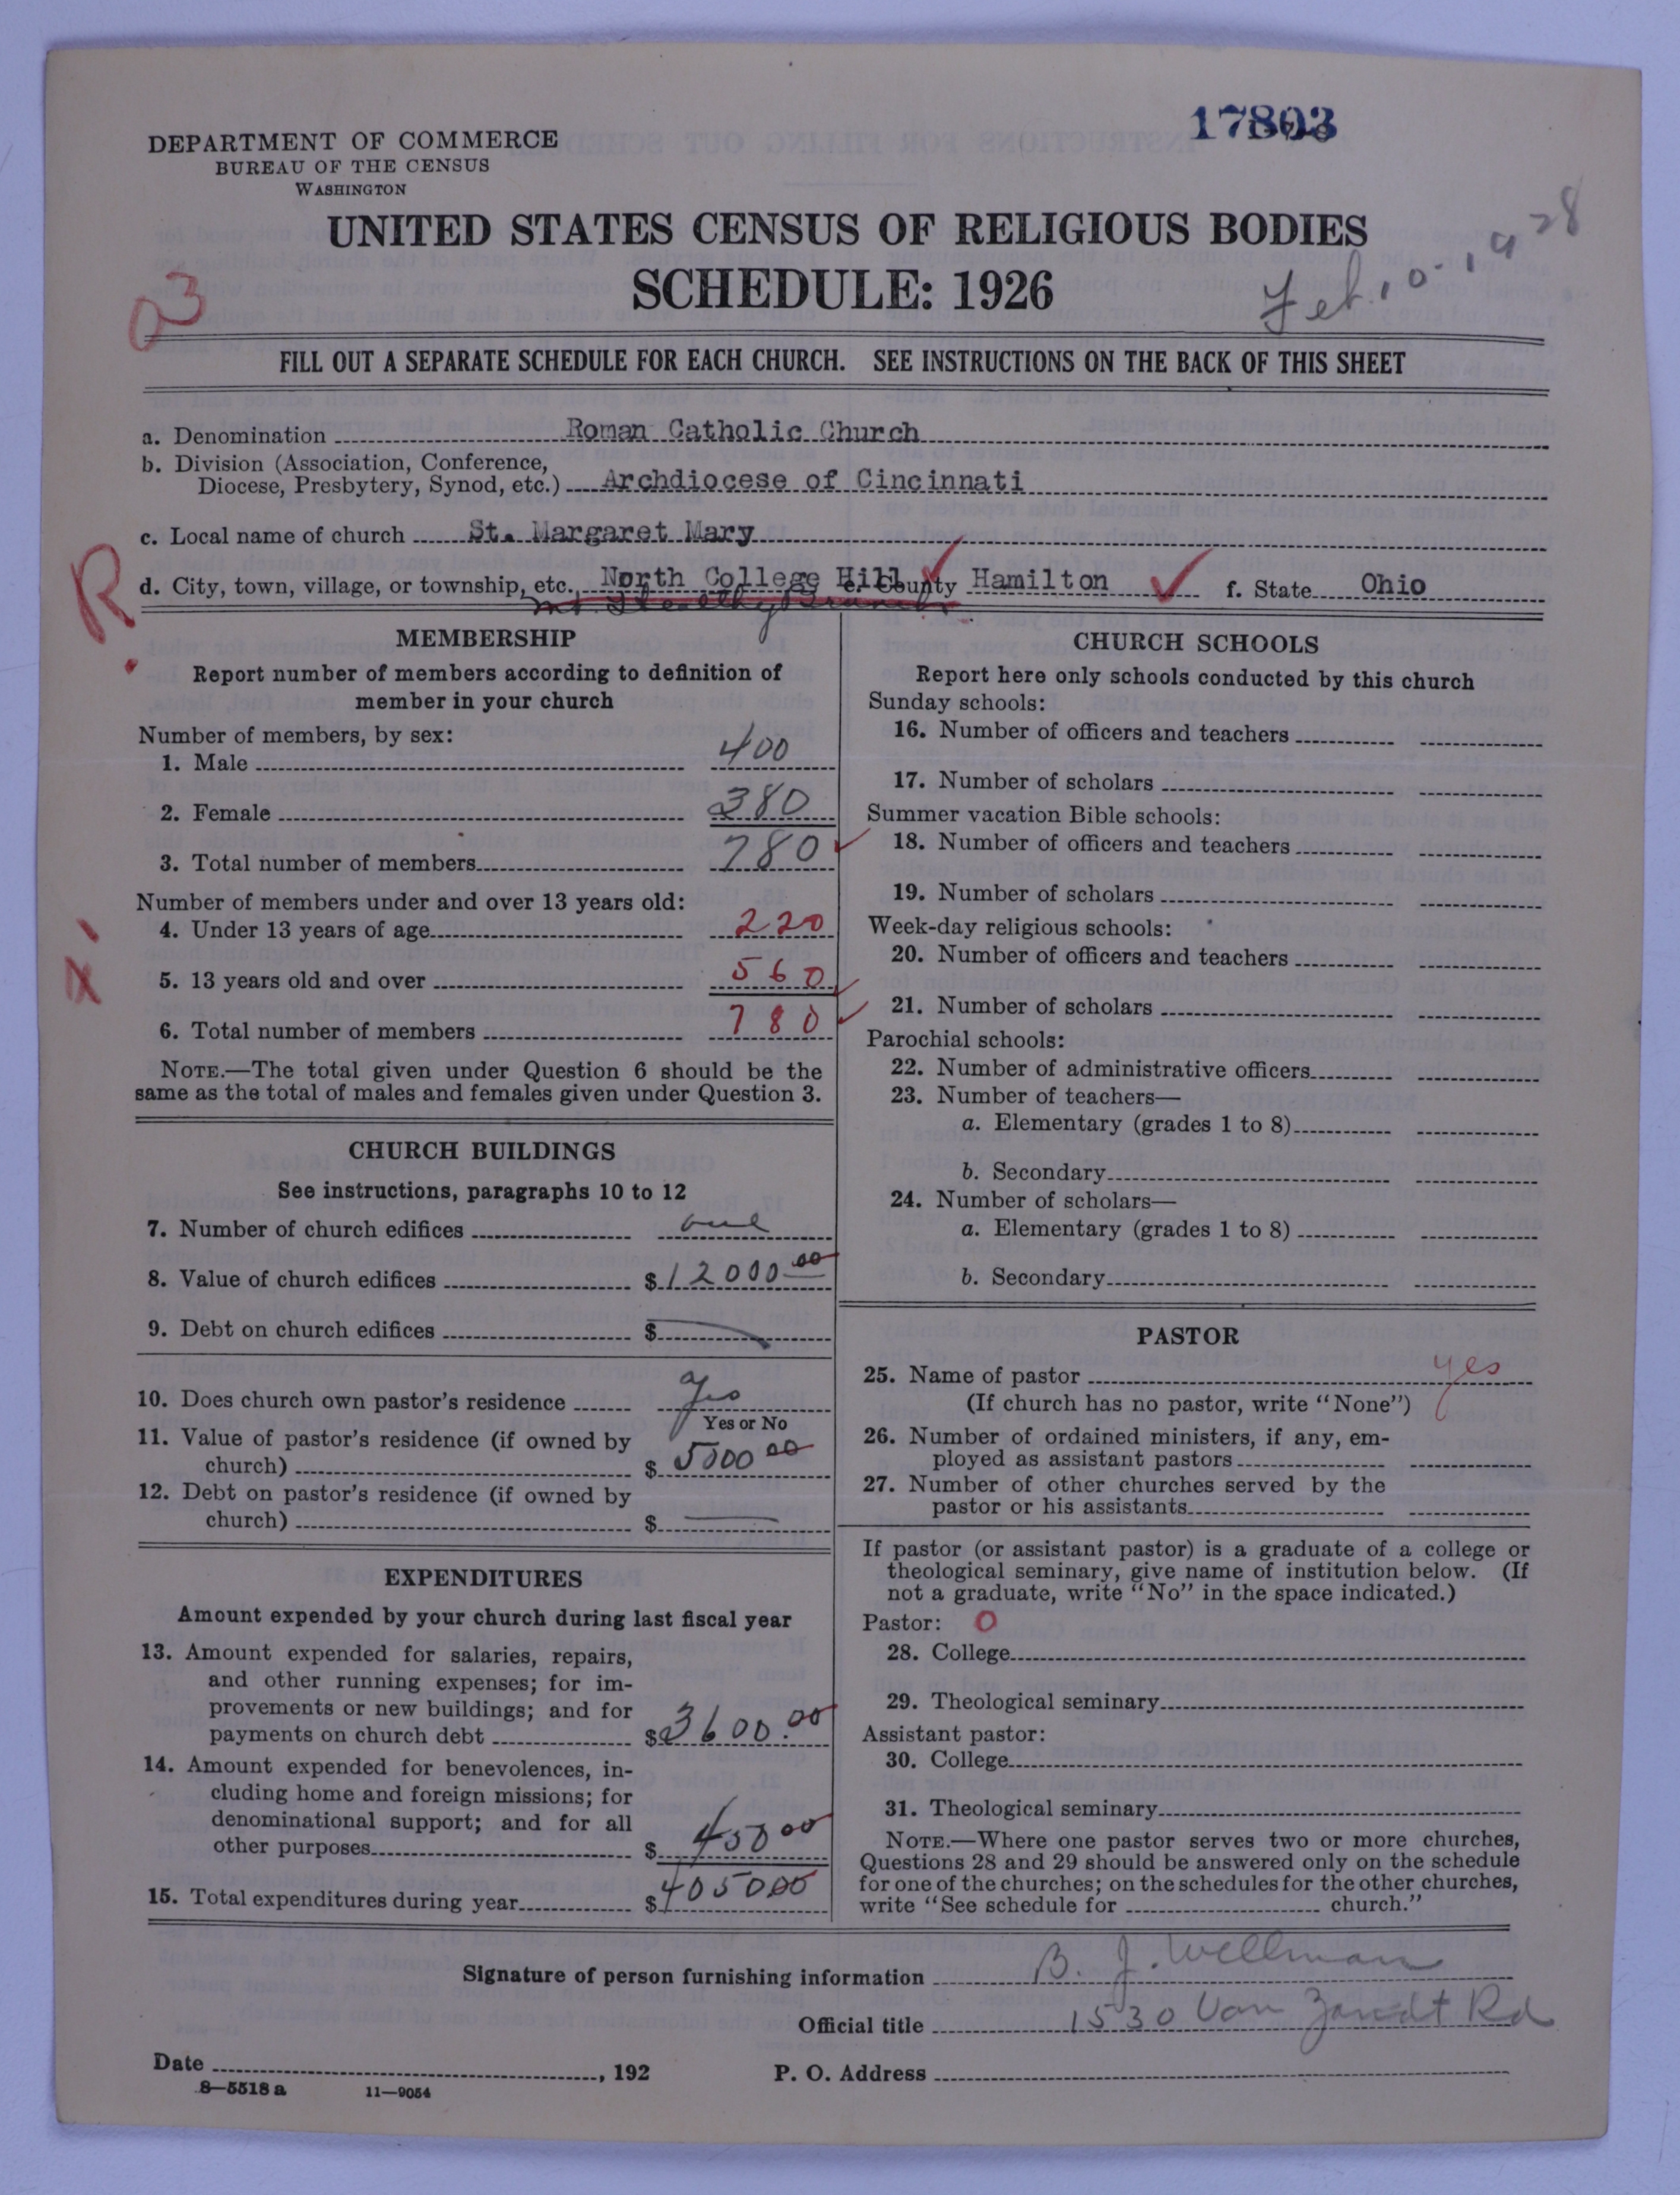 17803
DEPARTMENT OF COMMERCE
BUREAU OF THE CENSUS
WASHINGTON
UNITED STATES CENSUS OF RELIGIOUS BODIES
SCHEDULE: 1926
Feb. 10-1928
03
FILL OUT A SEPARATE SCHEDULE FOR EACH CHURCH. SEE INSTRUCTIONS ON THE BACK OF THIS SHEET
a. Denomination Roman Catholic Church
b. Division (Association, Conference, Diocese, Presbytery, Synod, etc.) Archdiocese of Cincinnati
c. Local name of church St. Margaret Mary
R.
d. City, town, village, or township, etc. North College Hill e. County Hamilton f. State Ohio
MEMBERSHIP
Report number of members according to definition of
member in your church
Number of members, by sex:
1. Male 400
2. Female 380
3. Total number of members 780
Number of members under and over 13 years old:
4. Under 13 years of age 220
5. 13 years old and over 560
x
6. Total number of members 780
NOTE.—The total given under Question 6 should be the
same as the total of males and females given under Question 3.
CHURCH BUILDINGS
See instructions, paragraphs 10 to 12
7. Number of church edifices one
8. Value of church edifices $12000.00
9. Debt on church edifices $ —
10. Does church own pastor's residence Yes
Yes or No
11. Value of pastor's residence (if owned by
church) $5000 00
12. Debt on pastor's residence (if owned by
church) $ —
EXPENDITURES
Amount expended by your church during last fiscal year
13. Amount expended for salaries, repairs,
and other running expenses; for im-
provements or new buildings; and for
payments on church debt $3600.00
14. Amount expended for benevolences, in-
cluding home and foreign missions; for
denominational support; and for all
other purposes $450 00
15. Total expenditures during year $405000
CHURCH SCHOOLS
Report here only schools conducted by this church
Sunday schools:
16. Number of officers and teachers
17. Number of scholars
Summer vacation Bible schools:
18. Number of officers and teachers
19. Number of scholars
Week-day religious schools:
20. Number of officers and teachers
21. Number of scholars
Parochial schools:
22. Number of administrative officers
23. Number of teachers—
a. Elementary (grades 1 to 8)
b. Secondary
24. Number of scholars—
a. Elementary (grades 1 to 8)
b. Secondary
PASTOR
25. Name of pastor yes
(If church has no pastor, write "None")
26. Number of ordained ministers, if any, em-
ployed as assistant pastors
27. Number of other churches served by the
pastor or his assistants
If pastor (or assistant pastor) is a graduate of a college or
theological seminary, give name of institution below. (If
not a graduate, write "No" in the space indicated.)
Pastor: 0
28. College
29. Theological seminary
Assistant pastor:
30. College
31. Theological seminary
NOTE.—Where one pastor serves two or more churches,
Questions 28 and 29 should be answered only on the schedule
for one of the churches; on the schedules for the other churches,
write "See schedule for church."
Signature of person furnishing information B. J. Wellman
Official title 1530 Van Zandt Rd
Date , 192 P. O. Address
8—5518 a 11—9054